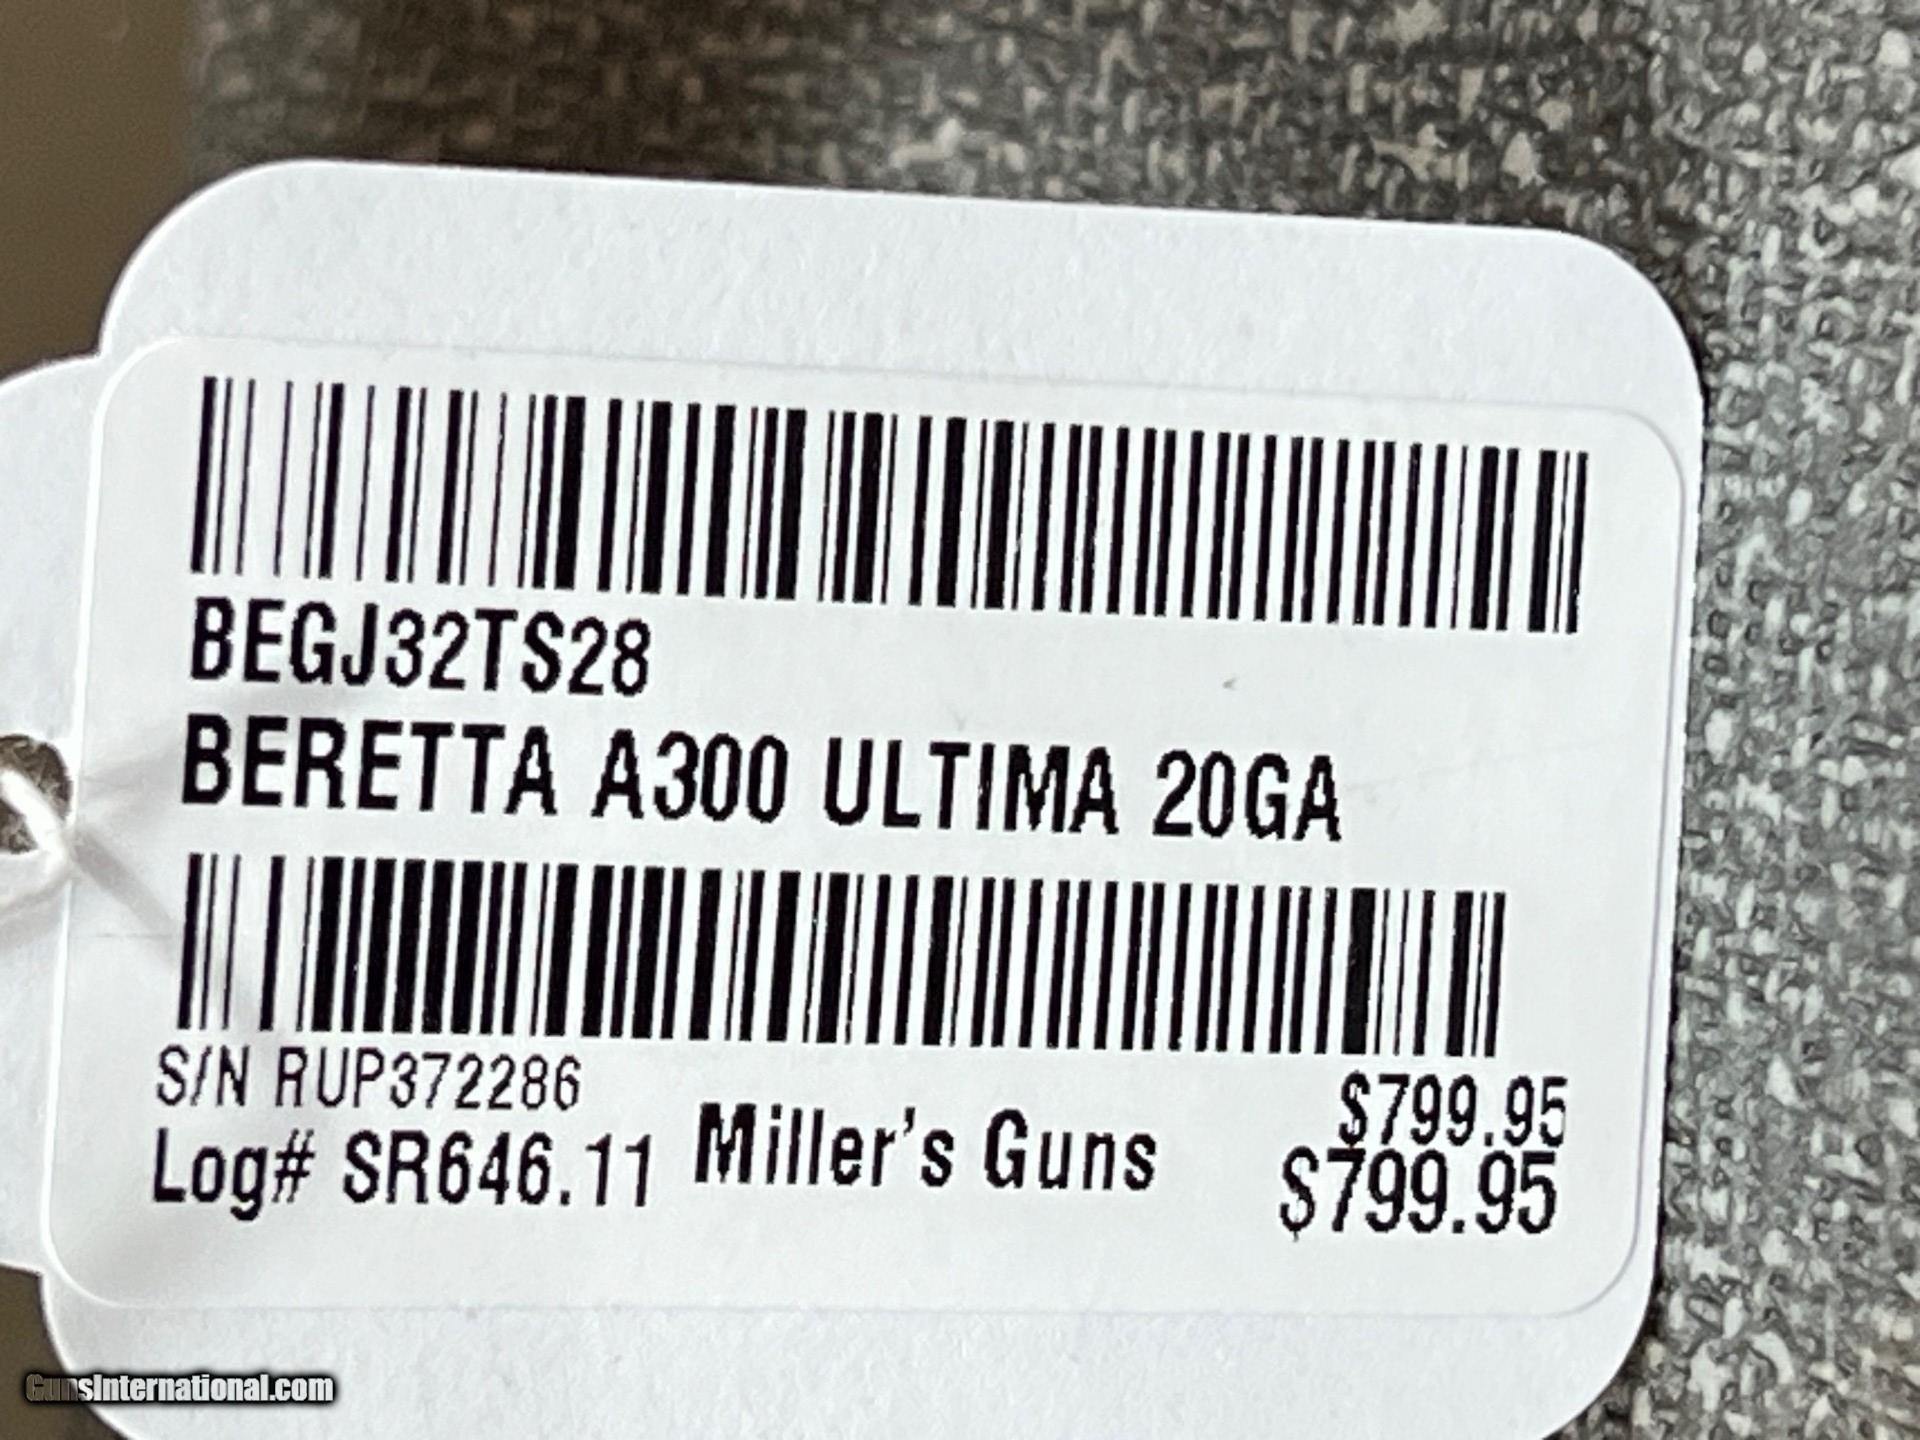 BEGJ32TS28
BERETTA A300 ULTIMA 20GA
S/N RUP372286
$799.95
Log# SR646.11
Miller's Guns
$799.95
GunsInternational.com